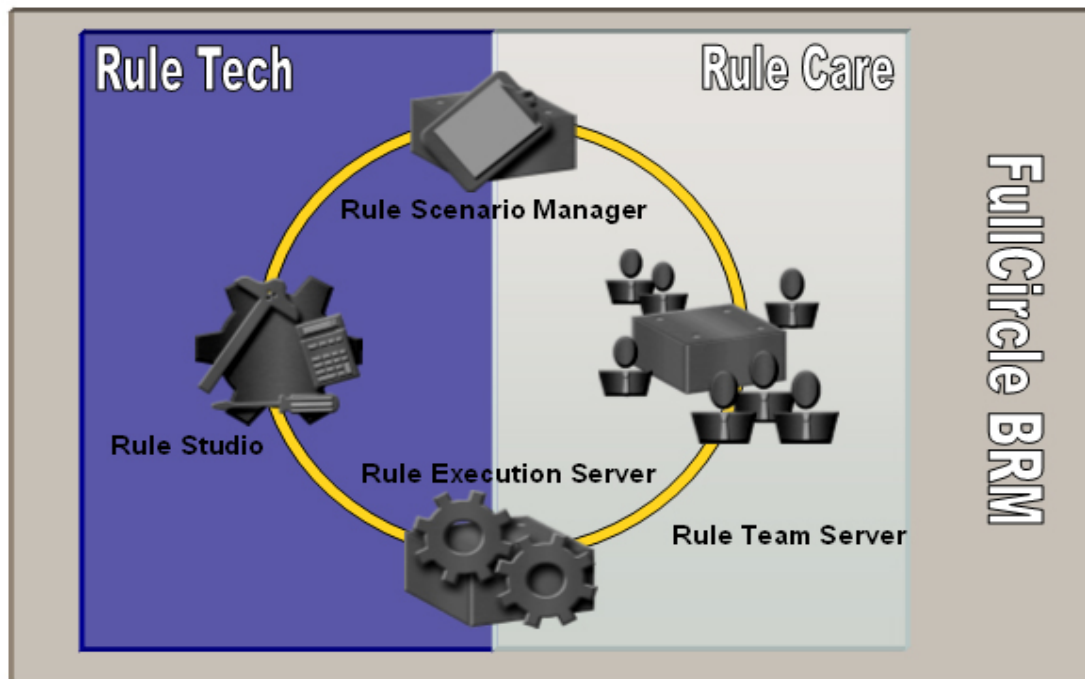 Rule Tech
Rule Care
Rule Scenario Manager
Rule Studio
Rule Execution Server
Rule Team Server
FullCircle BRM